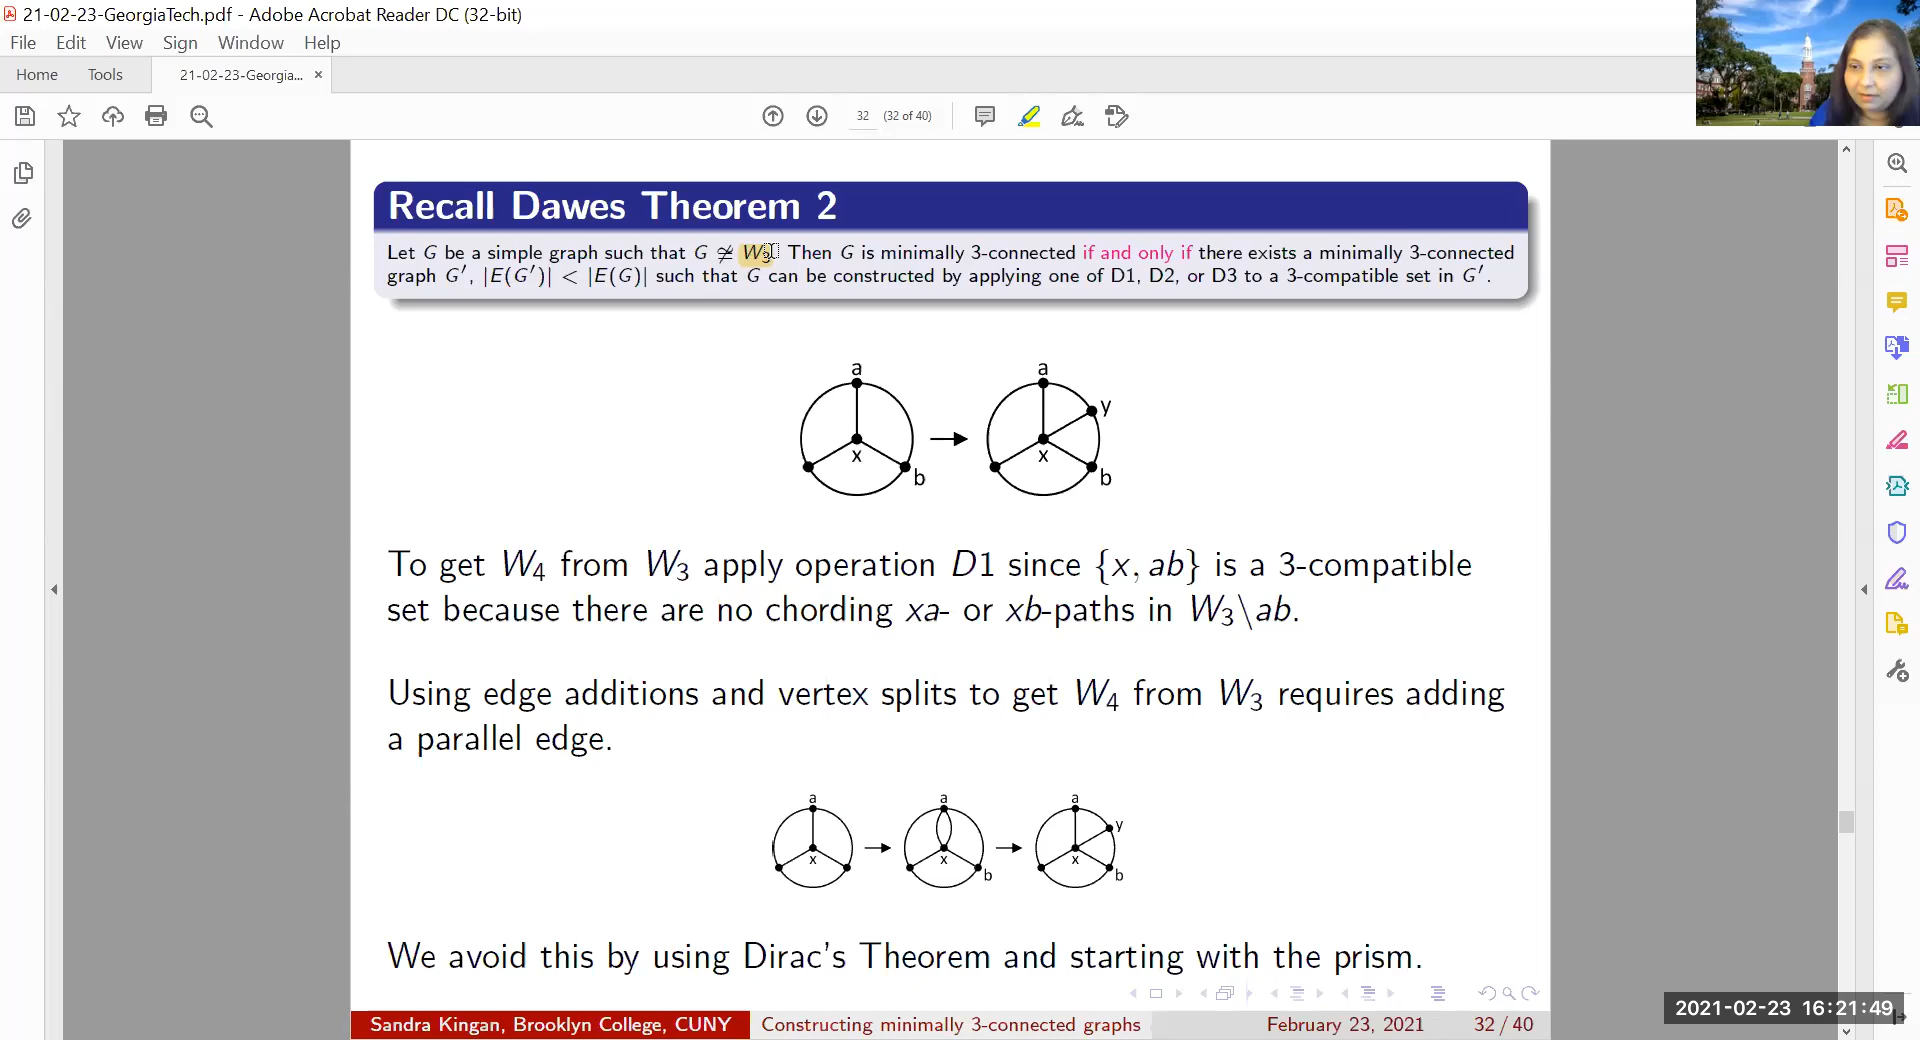 21-02-23-GeorgiaTech.pdf - Adobe Acrobat Reader DC (32-bit)
File Edit View Sign Window Help
Home Tools 21-02-23-Georgia... ×
32 (32 of 40)
Recall Dawes Theorem 2
Let G be a simple graph such that G ≇ W₃. Then G is minimally 3-connected if and only if there exists a minimally 3-connected
graph G′, |E(G′)| < |E(G)| such that G can be constructed by applying one of D1, D2, or D3 to a 3-compatible set in G′.
a a
y
x x
b b
To get W₄ from W₃ apply operation D1 since {x, ab} is a 3-compatible
set because there are no chording xa- or xb-paths in W₃\ab.
Using edge additions and vertex splits to get W₄ from W₃ requires adding
a parallel edge.
a a a
y
x x x
b b
We avoid this by using Dirac's Theorem and starting with the prism.
Sandra Kingan, Brooklyn College, CUNY Constructing minimally 3-connected graphs February 23, 2021 32 / 40
2021-02-23 16:21:49